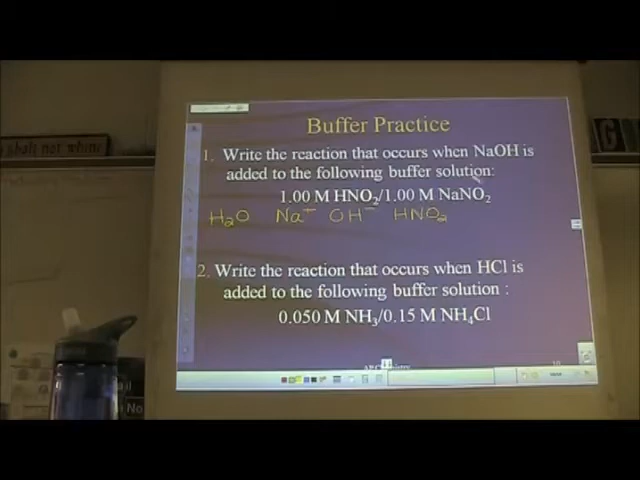 shall not whine
G
Buffer Practice
1. Write the reaction that occurs when NaOH is
added to the following buffer solution:
1.00 M HNO₂/1.00 M NaNO₂
H₂O Na⁺ OH⁻ HNO₂
2. Write the reaction that occurs when HCl is
added to the following buffer solution :
0.050 M NH₃/0.15 M NH₄Cl
No